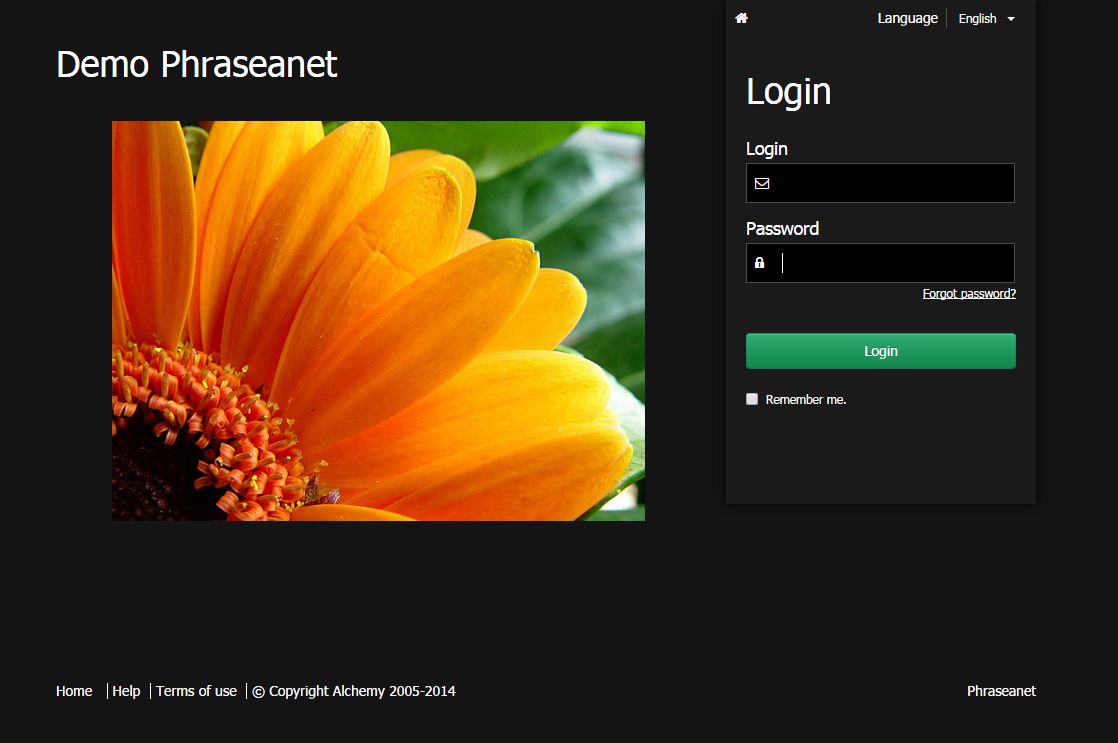 Language English
Demo Phraseanet
Login
Login
Password
Forgot password?
Login
Remember me.
Home Help Terms of use © Copyright Alchemy 2005-2014 Phraseanet